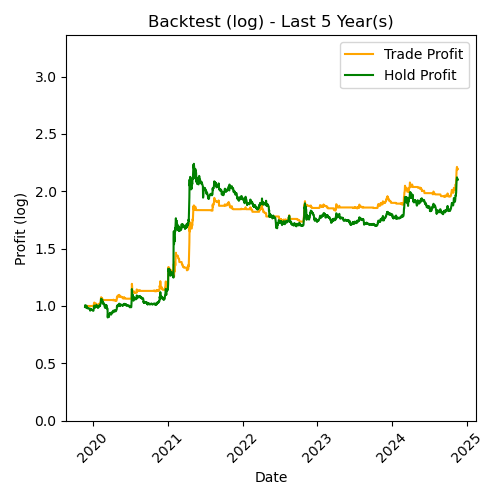 Backtest (log) - Last 5 Year(s)
Trade Profit
Hold Profit
3.0
2.5
2.0
1.5
1.0
0.5
0.0
Profit (log)
2020
2021
2022
2023
2024
2025
Date